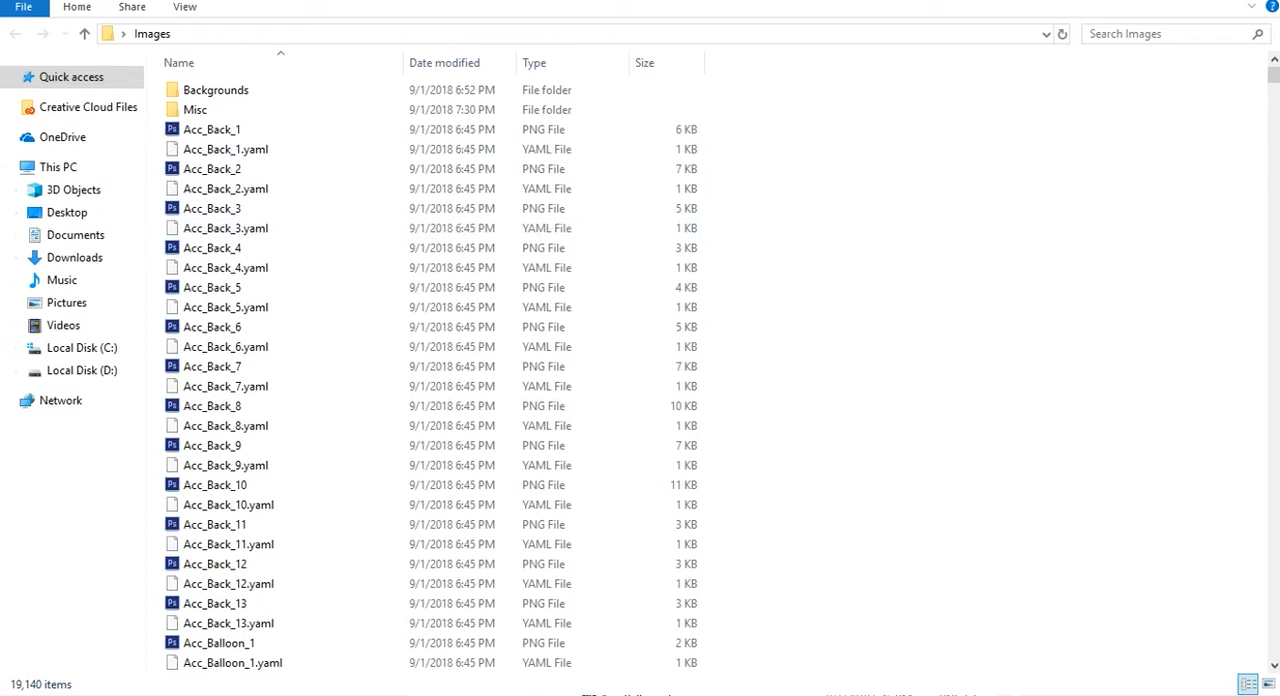 File Home Share View
Images Search Images
Name Date modified Type Size
Quick access
Creative Cloud Files
OneDrive
This PC
3D Objects
Desktop
Documents
Downloads
Music
Pictures
Videos
Local Disk (C:)
Local Disk (D:)
Network
Backgrounds 9/1/2018 6:52 PM File folder
Misc 9/1/2018 7:30 PM File folder
Ps Acc_Back_1 9/1/2018 6:45 PM PNG File 6 KB
Acc_Back_1.yaml 9/1/2018 6:45 PM YAML File 1 KB
Ps Acc_Back_2 9/1/2018 6:45 PM PNG File 7 KB
Acc_Back_2.yaml 9/1/2018 6:45 PM YAML File 1 KB
Ps Acc_Back_3 9/1/2018 6:45 PM PNG File 5 KB
Acc_Back_3.yaml 9/1/2018 6:45 PM YAML File 1 KB
Ps Acc_Back_4 9/1/2018 6:45 PM PNG File 3 KB
Acc_Back_4.yaml 9/1/2018 6:45 PM YAML File 1 KB
Ps Acc_Back_5 9/1/2018 6:45 PM PNG File 4 KB
Acc_Back_5.yaml 9/1/2018 6:45 PM YAML File 1 KB
Ps Acc_Back_6 9/1/2018 6:45 PM PNG File 5 KB
Acc_Back_6.yaml 9/1/2018 6:45 PM YAML File 1 KB
Ps Acc_Back_7 9/1/2018 6:45 PM PNG File 7 KB
Acc_Back_7.yaml 9/1/2018 6:45 PM YAML File 1 KB
Ps Acc_Back_8 9/1/2018 6:45 PM PNG File 10 KB
Acc_Back_8.yaml 9/1/2018 6:45 PM YAML File 1 KB
Ps Acc_Back_9 9/1/2018 6:45 PM PNG File 7 KB
Acc_Back_9.yaml 9/1/2018 6:45 PM YAML File 1 KB
Ps Acc_Back_10 9/1/2018 6:45 PM PNG File 11 KB
Acc_Back_10.yaml 9/1/2018 6:45 PM YAML File 1 KB
Ps Acc_Back_11 9/1/2018 6:45 PM PNG File 3 KB
Acc_Back_11.yaml 9/1/2018 6:45 PM YAML File 1 KB
Ps Acc_Back_12 9/1/2018 6:45 PM PNG File 3 KB
Acc_Back_12.yaml 9/1/2018 6:45 PM YAML File 1 KB
Ps Acc_Back_13 9/1/2018 6:45 PM PNG File 3 KB
Acc_Back_13.yaml 9/1/2018 6:45 PM YAML File 1 KB
Ps Acc_Balloon_1 9/1/2018 6:45 PM PNG File 2 KB
Acc_Balloon_1.yaml 9/1/2018 6:45 PM YAML File 1 KB
19,140 items